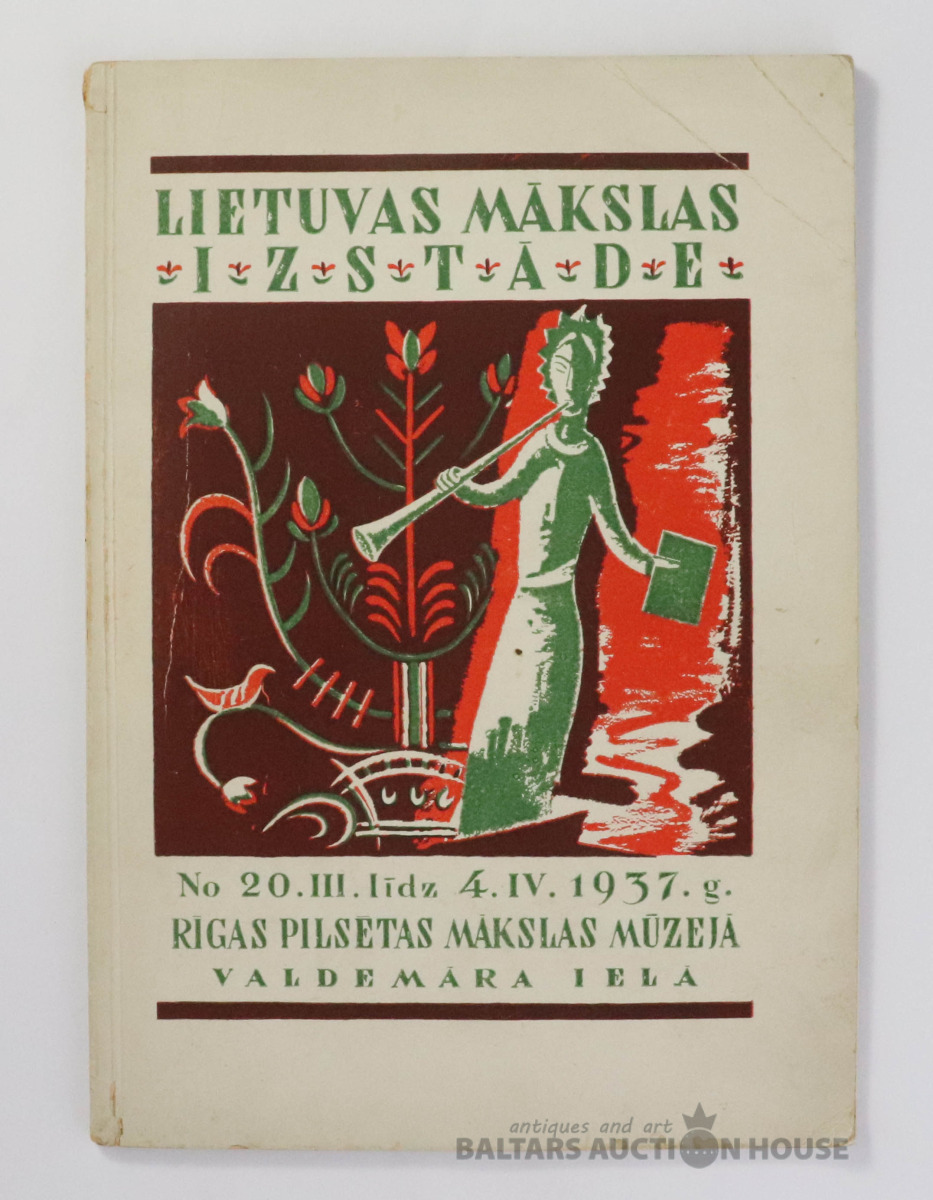 LIETUVAS MĀKSLAS
IZSTĀDE
No 20.III. līdz 4.IV. 1937. g.
RĪGAS PILSĒTAS MĀKSLAS MŪZEJĀ
VALDEMĀRA IELĀ
antiques and art
BALTARS AUCTION HOUSE